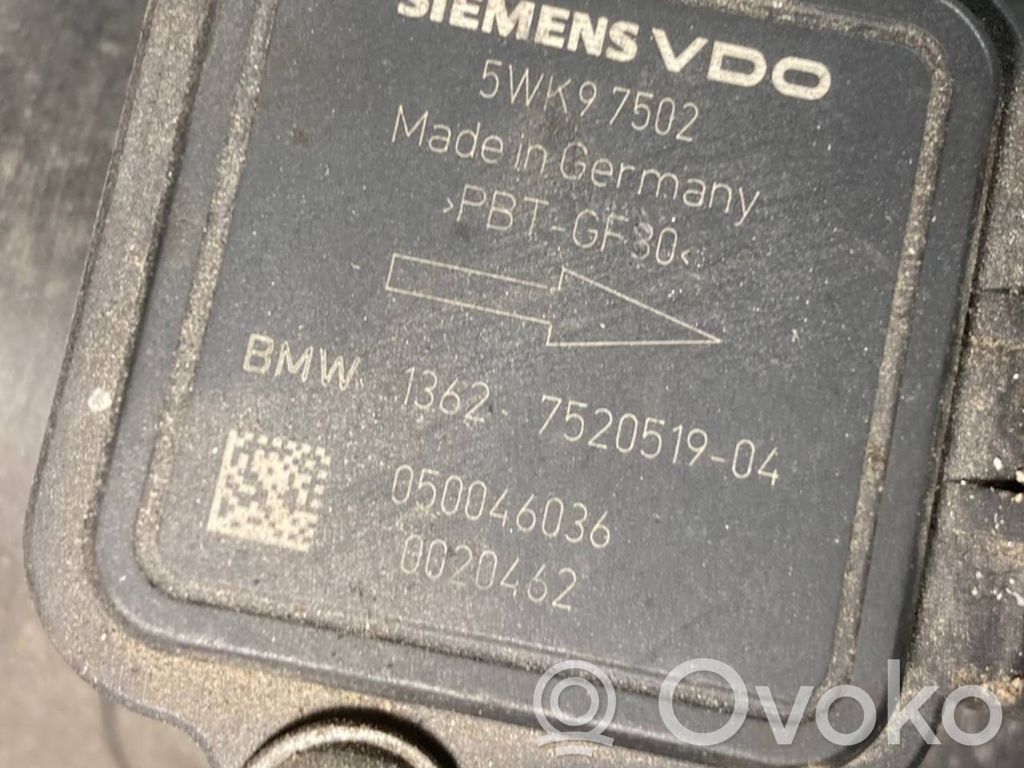 SIEMENS VDO
5WK9 7502
Made in Germany
>PBT-GF30<
BMW 1362- 7520519-04
050046036
0020462
Ovoko